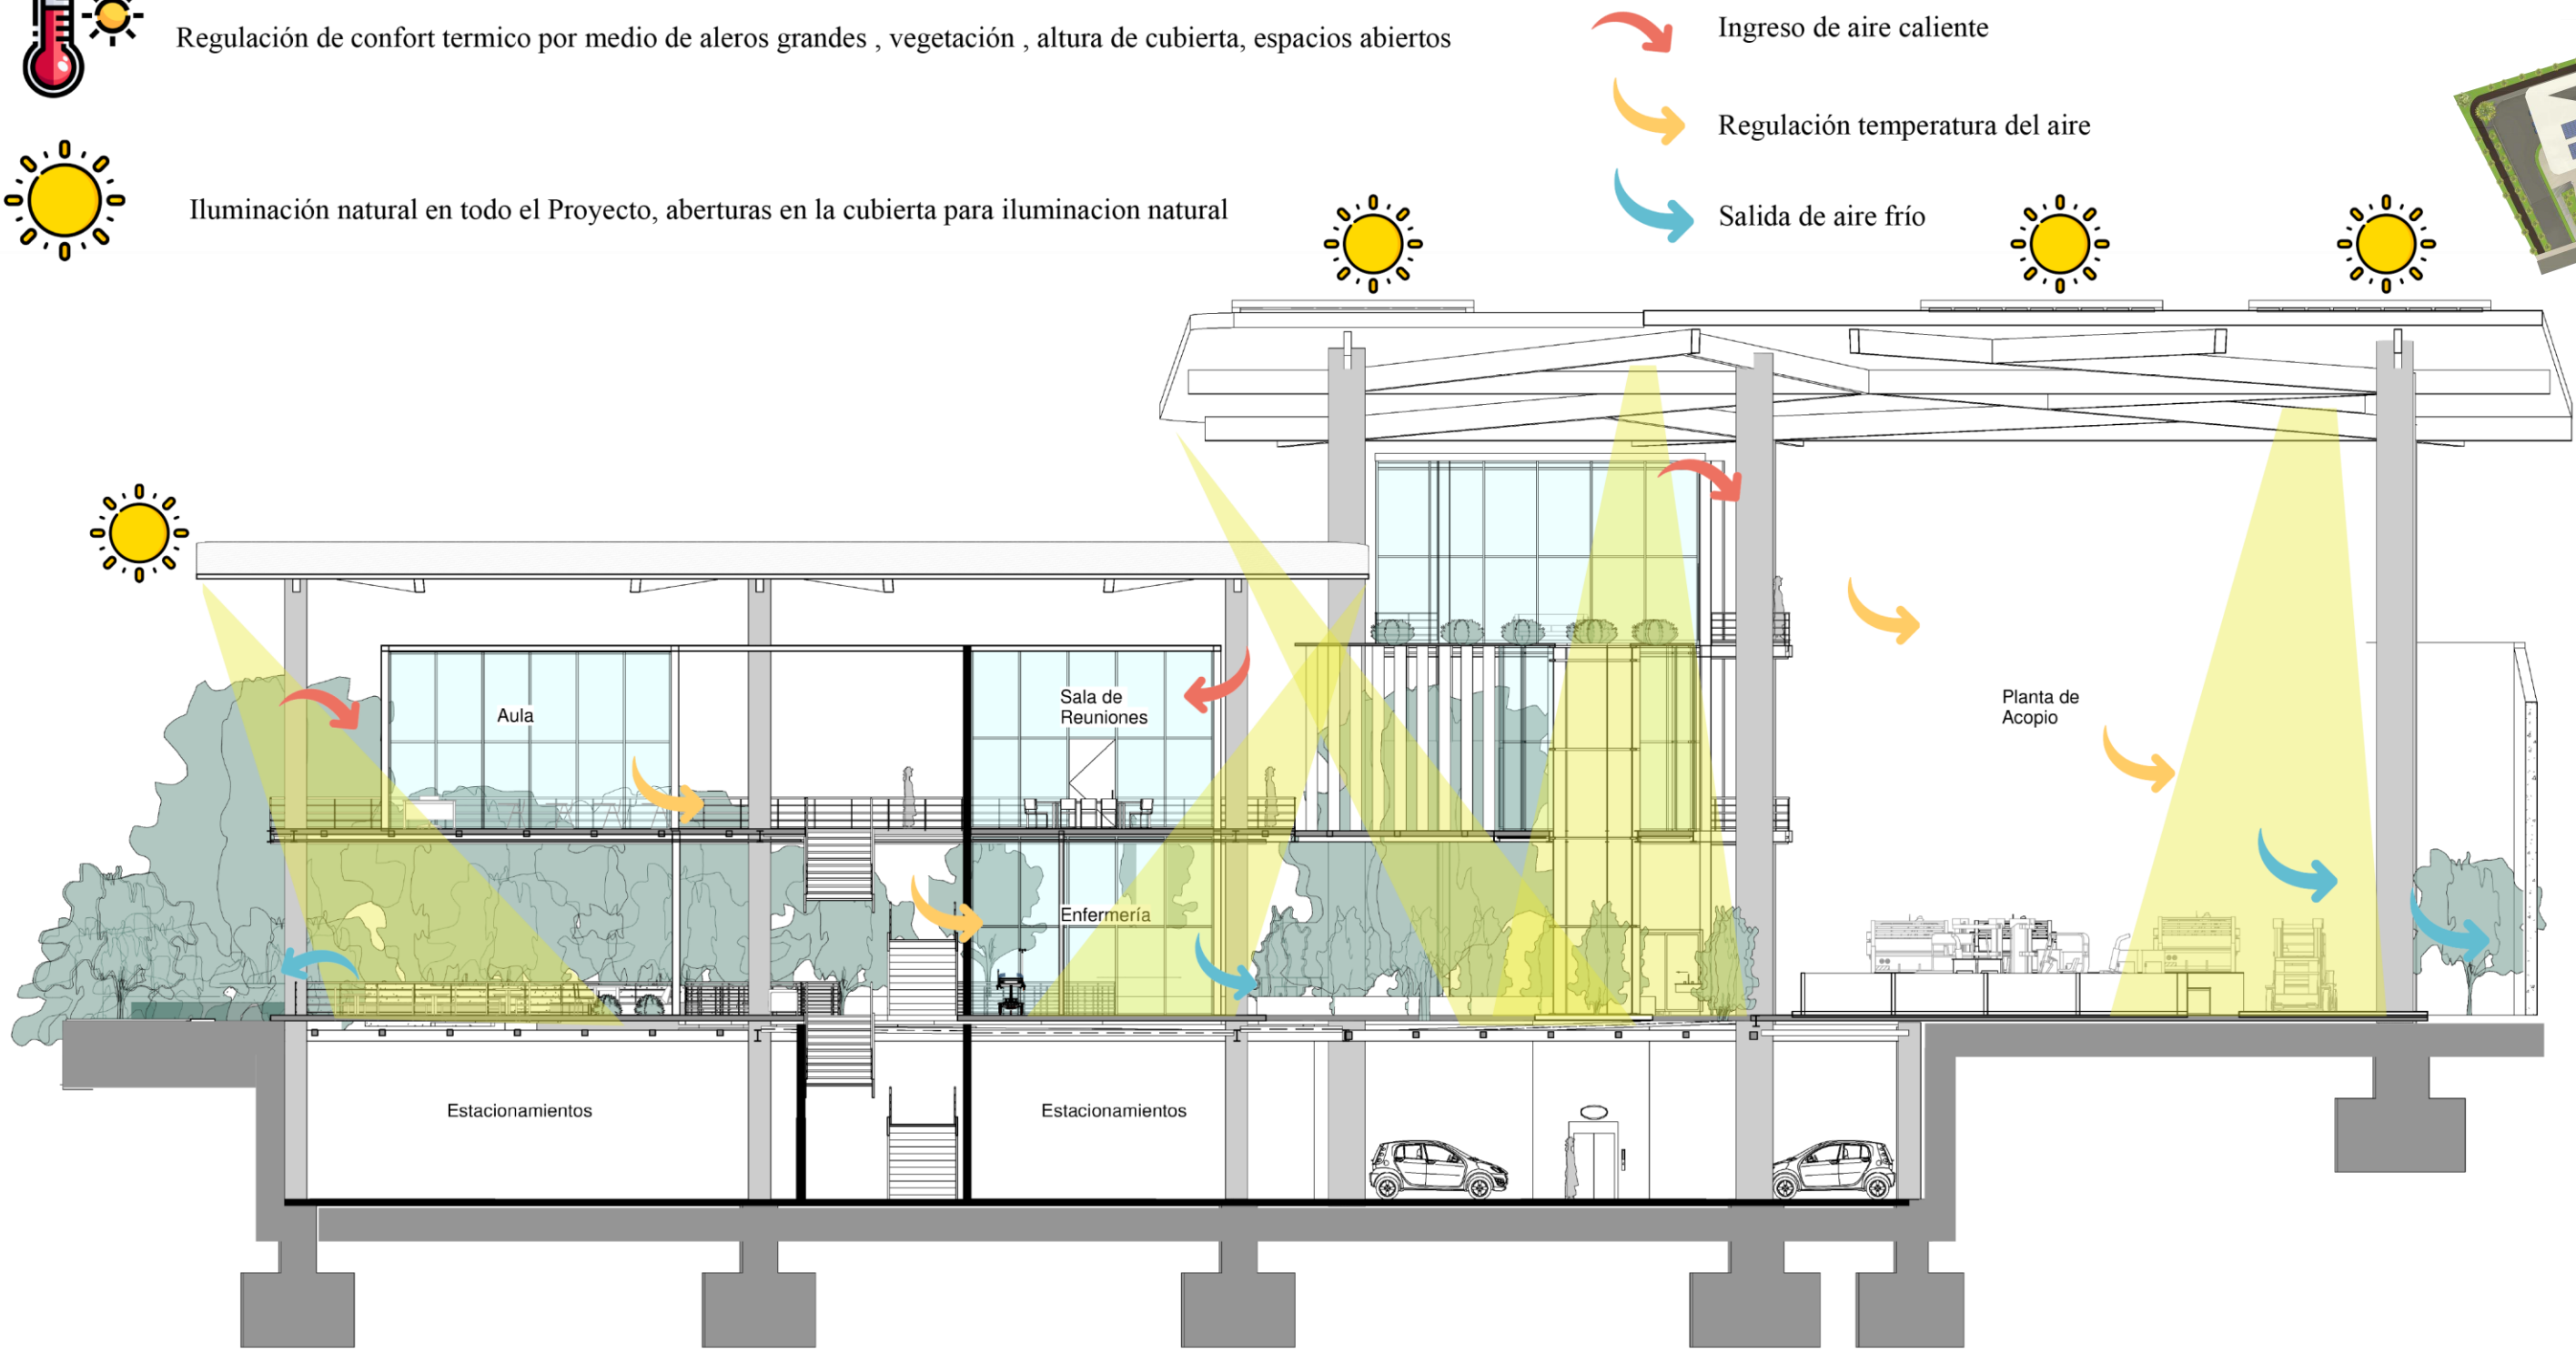 Regulación de confort termico por medio de aleros grandes , vegetación , altura de cubierta, espacios abiertos
Iluminación natural en todo el Proyecto, aberturas en la cubierta para iluminacion natural
Ingreso de aire caliente
Regulación temperatura del aire
Salida de aire frío
Aula
Sala de
Reuniones
Planta de
Acopio
Enfermería
Estacionamientos
Estacionamientos